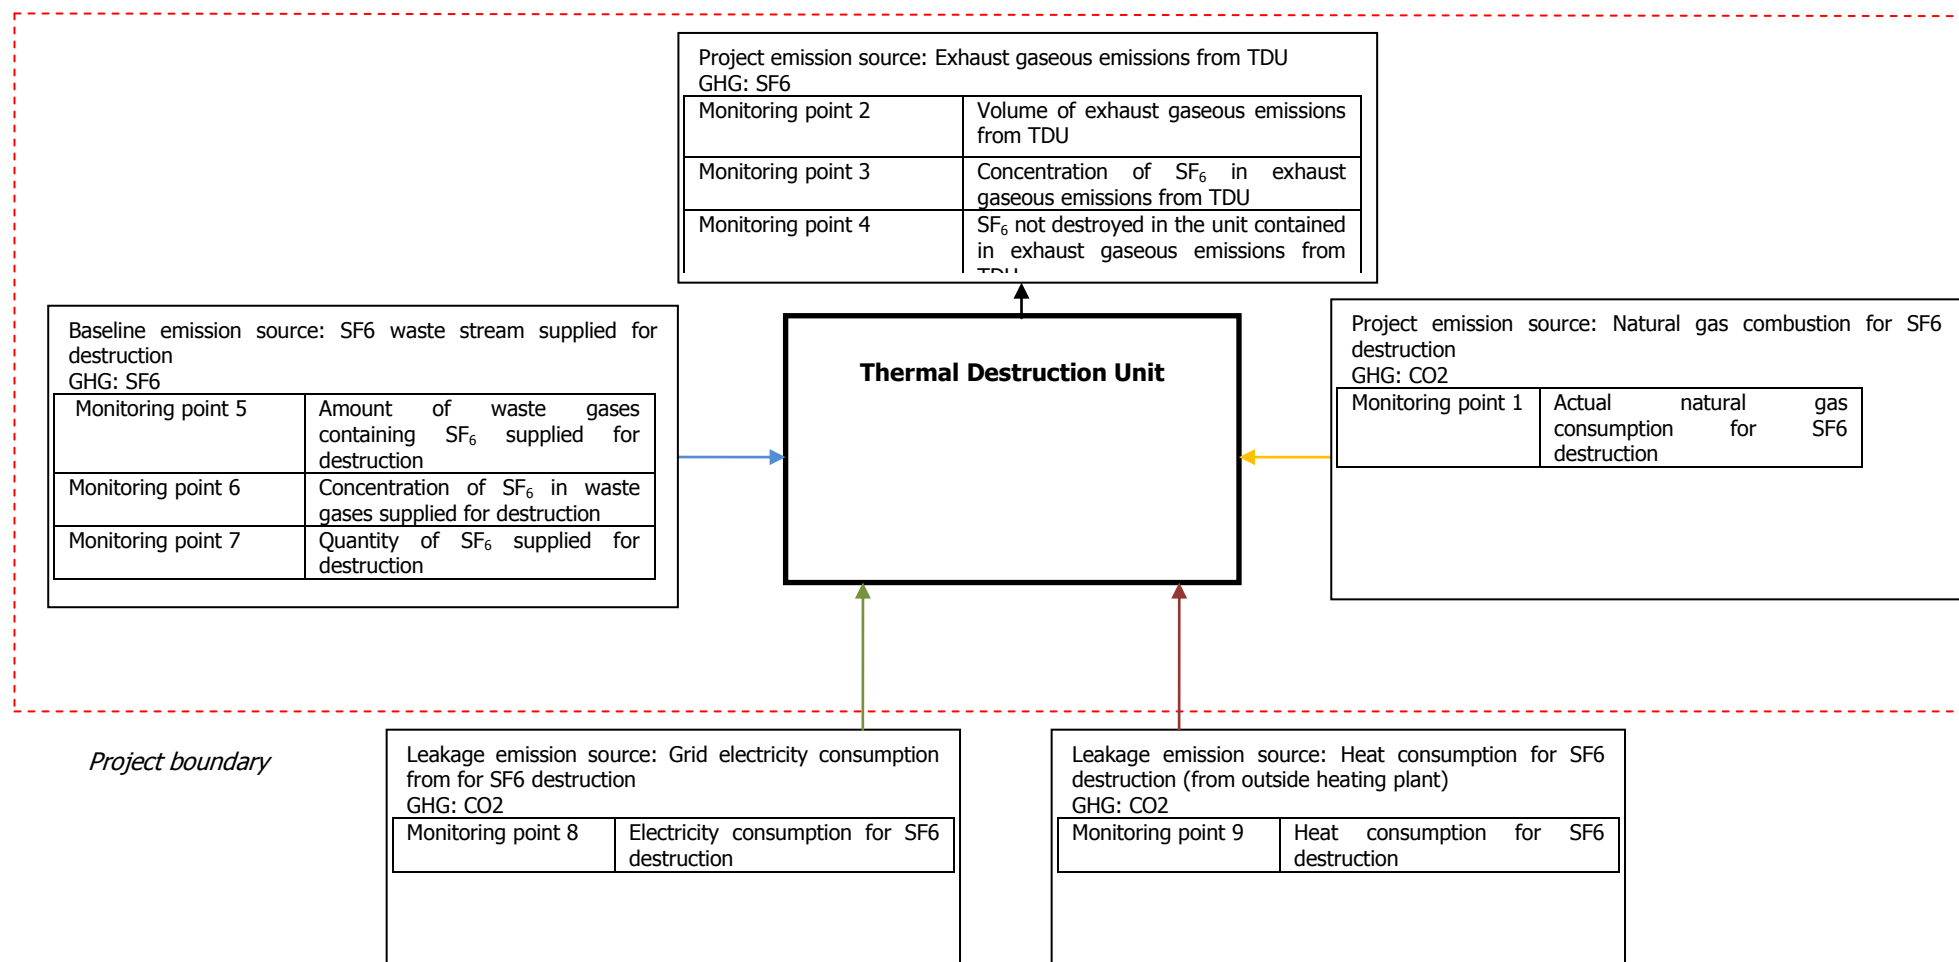 Project emission source: Exhaust gaseous emissions from TDU
GHG: SF6
Monitoring point 2
Volume of exhaust gaseous emissions
from TDU
Monitoring point 3
Concentration of SF₆ in exhaust
gaseous emissions from TDU
Monitoring point 4
SF₆ not destroyed in the unit contained
in exhaust gaseous emissions from
TDU
Baseline emission source: SF6 waste stream supplied for
destruction
GHG: SF6
Monitoring point 5
Amount of waste gases
containing SF₆ supplied for
destruction
Monitoring point 6
Concentration of SF₆ in waste
gases supplied for destruction
Monitoring point 7
Quantity of SF₆ supplied for
destruction
Thermal Destruction Unit
Project emission source: Natural gas combustion for SF6
destruction
GHG: CO2
Monitoring point 1
Actual natural gas
consumption for SF6
destruction
Project boundary
Leakage emission source: Grid electricity consumption
from for SF6 destruction
GHG: CO2
Monitoring point 8
Electricity consumption for SF6
destruction
Leakage emission source: Heat consumption for SF6
destruction (from outside heating plant)
GHG: CO2
Monitoring point 9
Heat consumption for SF6
destruction